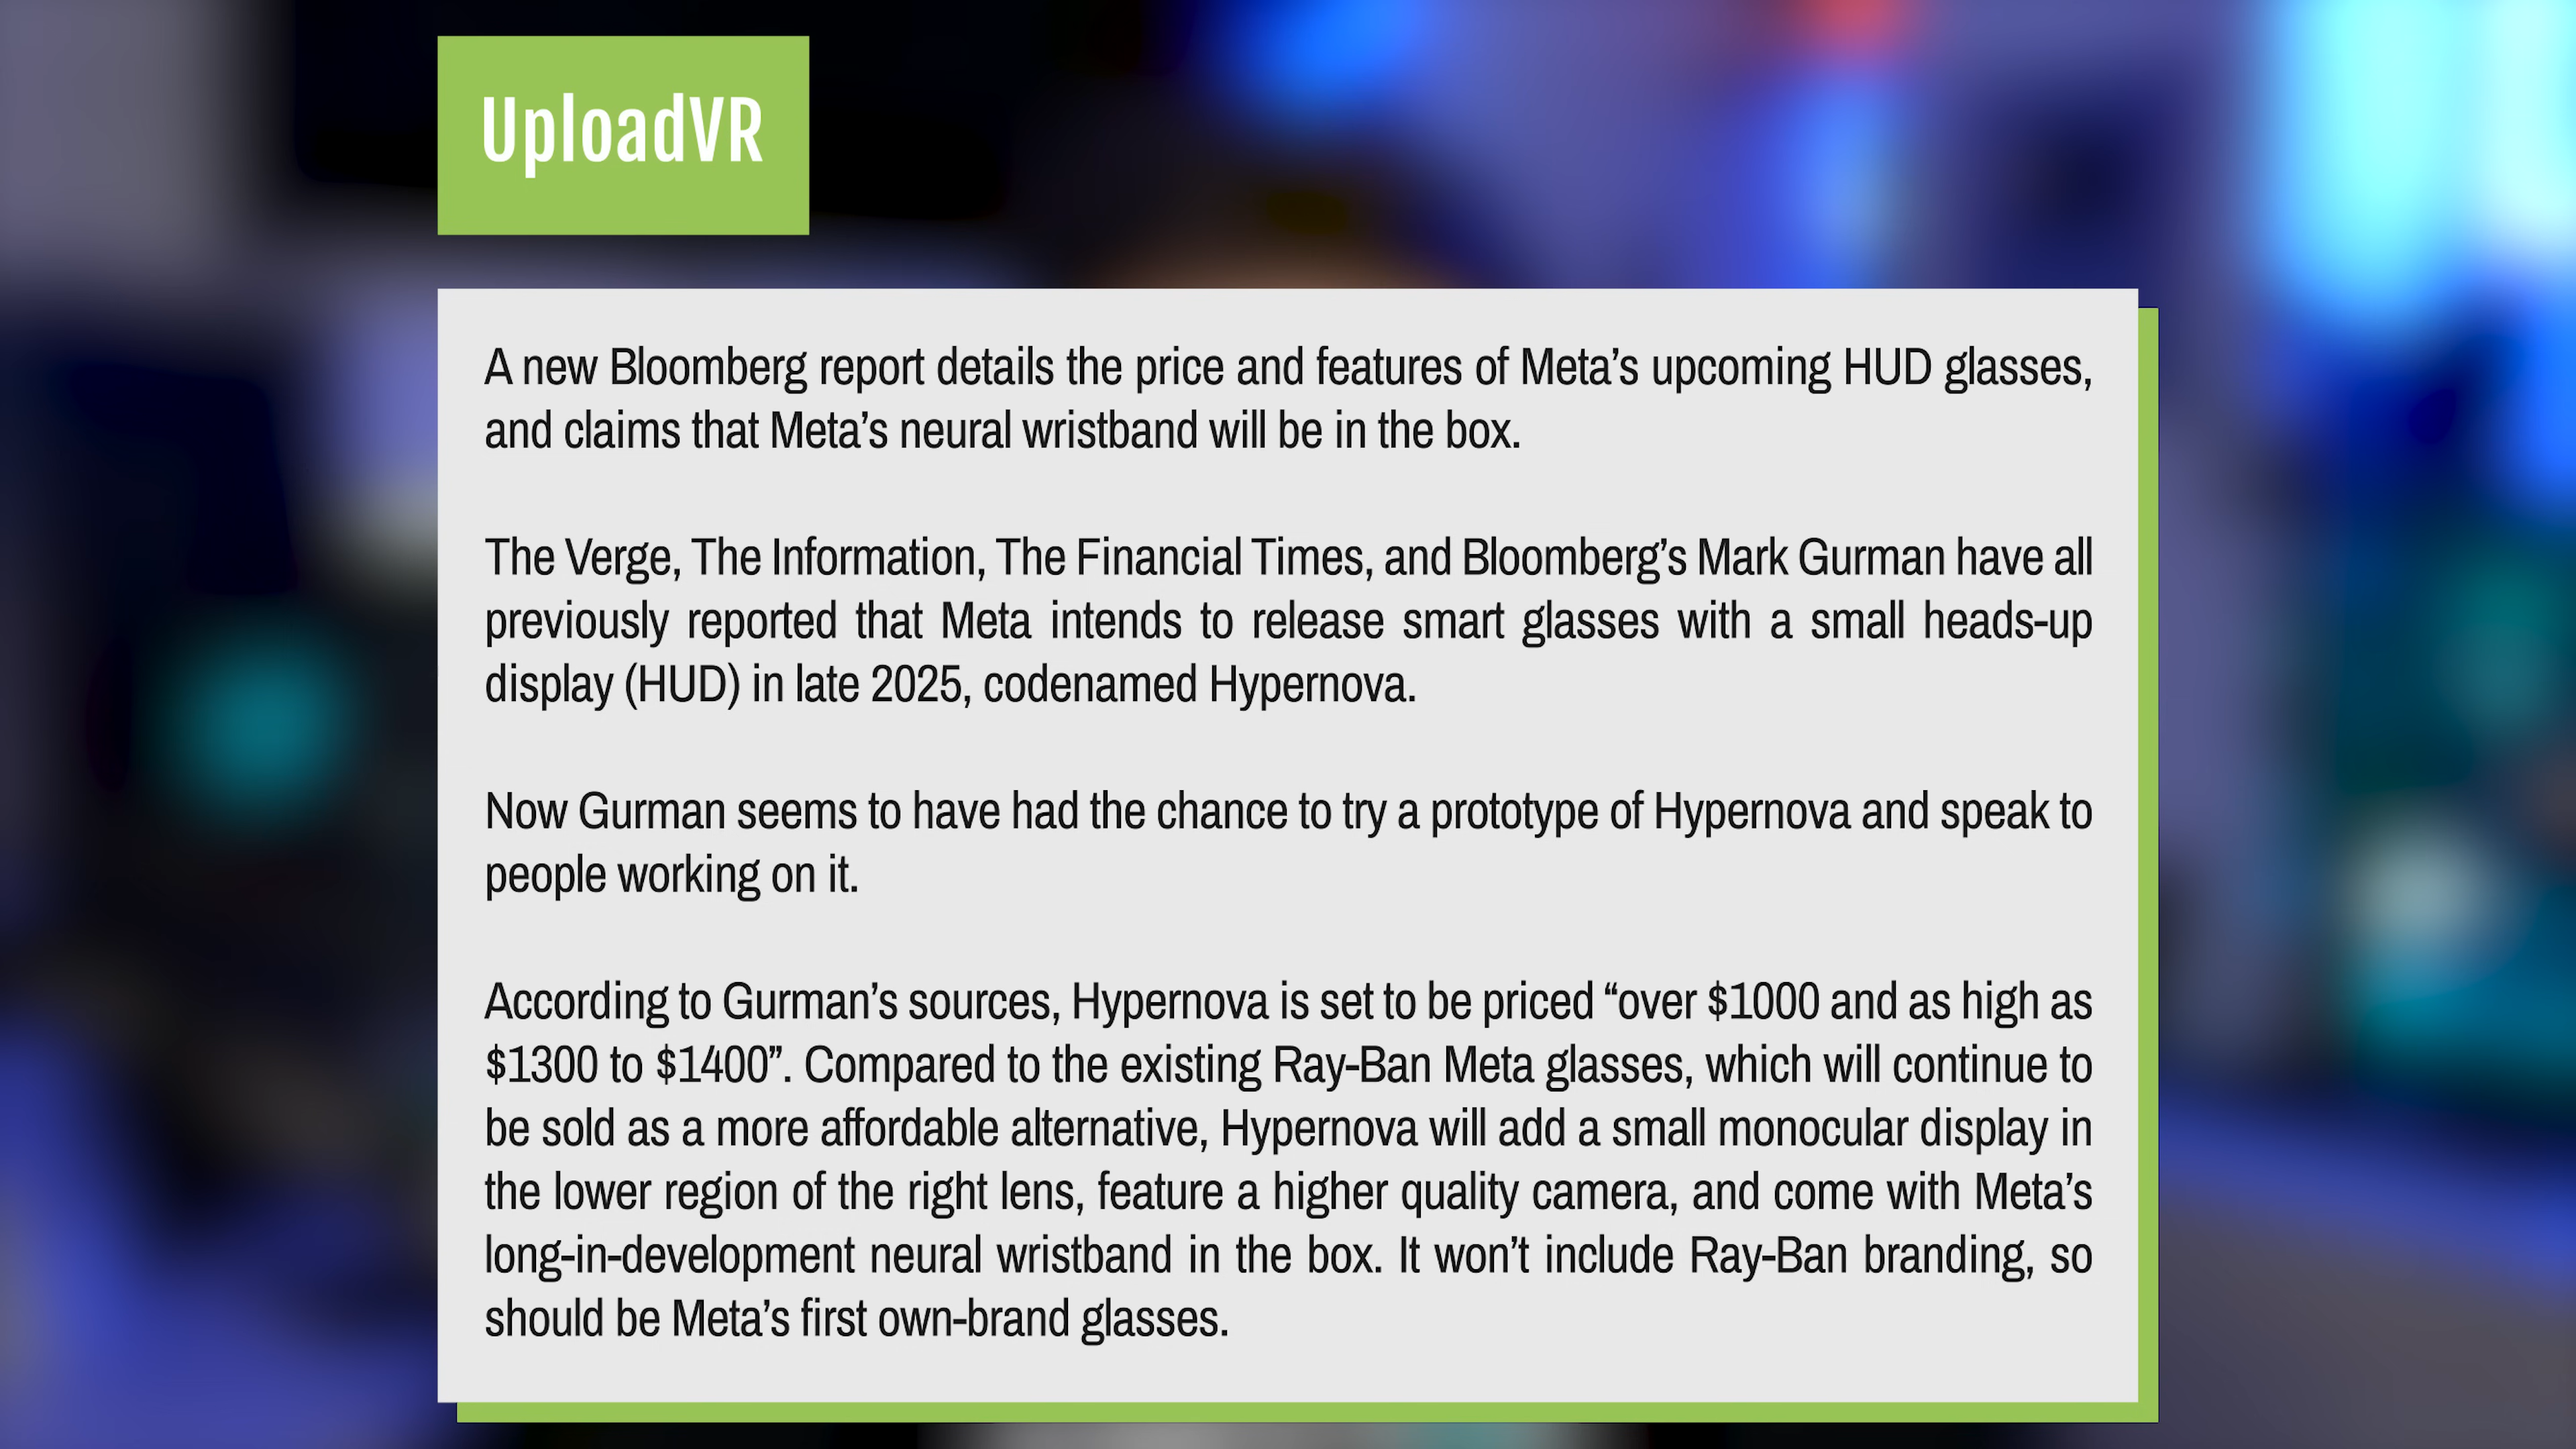 UploadVR
A new Bloomberg report details the price and features of Meta’s upcoming HUD glasses,
and claims that Meta’s neural wristband will be in the box.
The Verge, The Information, The Financial Times, and Bloomberg’s Mark Gurman have all
previously reported that Meta intends to release smart glasses with a small heads-up
display (HUD) in late 2025, codenamed Hypernova.
Now Gurman seems to have had the chance to try a prototype of Hypernova and speak to
people working on it.
According to Gurman’s sources, Hypernova is set to be priced “over $1000 and as high as
$1300 to $1400”. Compared to the existing Ray-Ban Meta glasses, which will continue to
be sold as a more affordable alternative, Hypernova will add a small monocular display in
the lower region of the right lens, feature a higher quality camera, and come with Meta’s
long-in-development neural wristband in the box. It won’t include Ray-Ban branding, so
should be Meta’s first own-brand glasses.